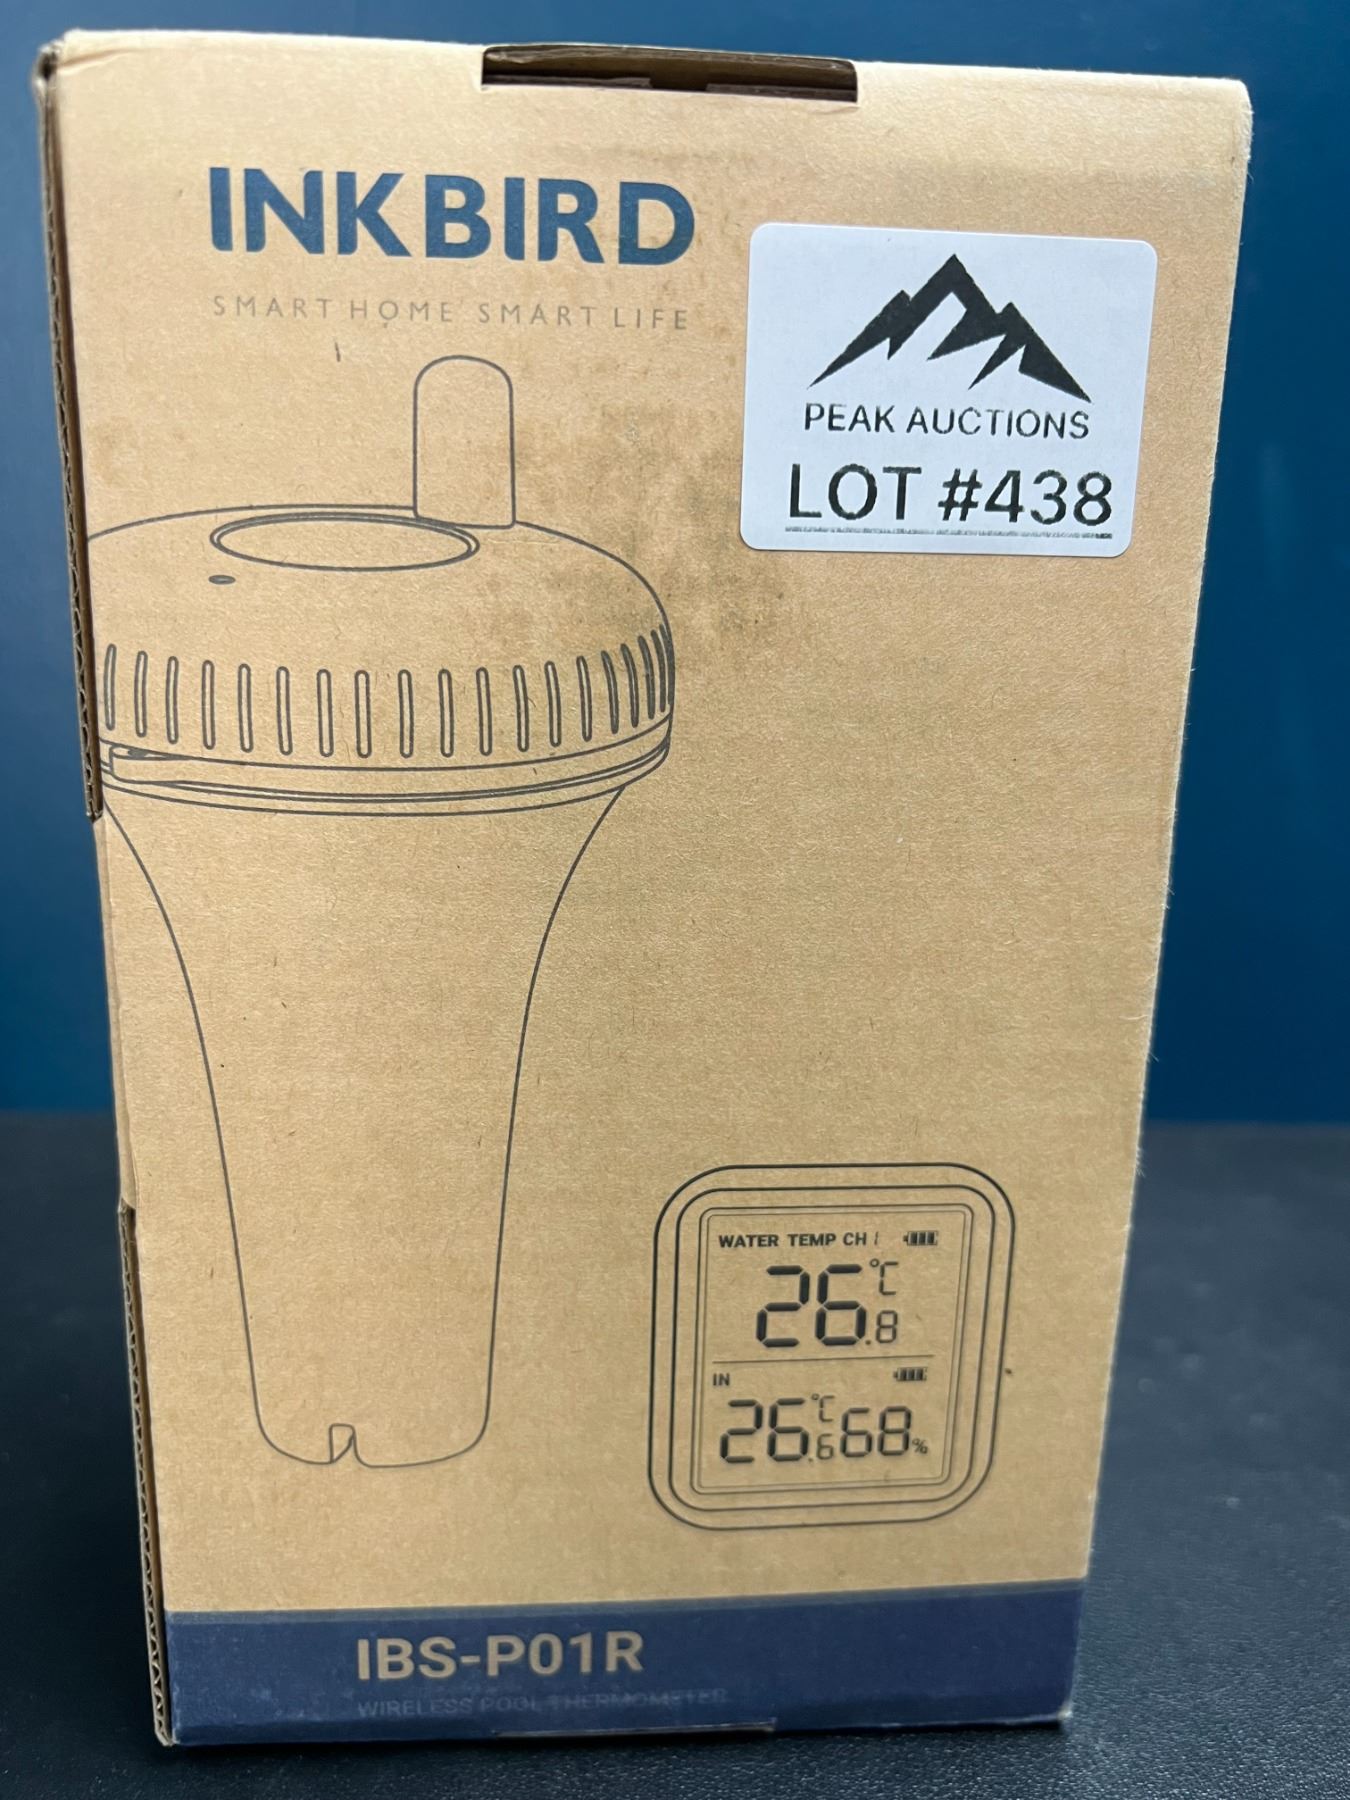 INKBIRD
SMART HOME SMART LIFE
PEAK AUCTIONS
LOT #438
WATER TEMP CH 1
26.8 °C
IN
26.6 °C 68%
IBS-P01R
WIRELESS POOL THERMOMETER